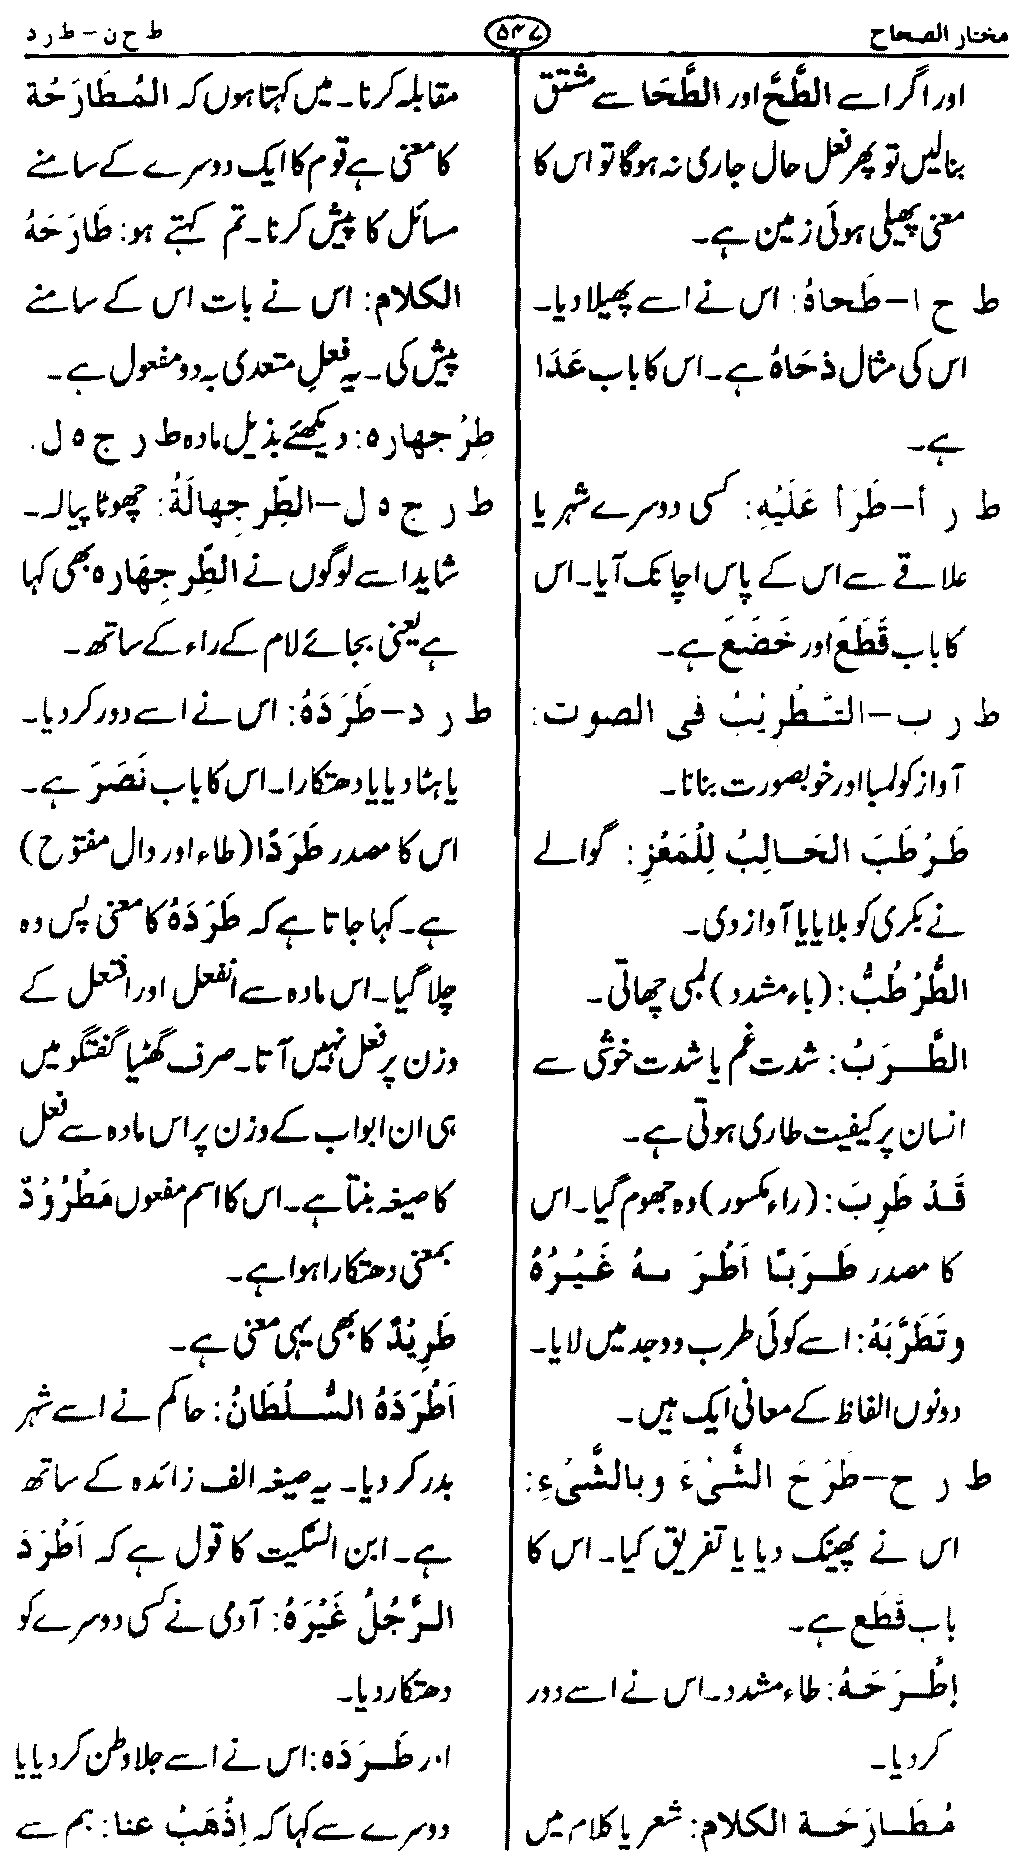 مختار الصحاح
۵۴۷
ط ح ن – ط ر د
اور اگر اسے الطَّحَّ اور الطَّحَا سے مشتق
بنالیں تو پھر فعل حال جاری نہ ہوگا تو اس کا
معنی پھیلی ہوئی زمین ہے۔
ط ح ا–طَحاهُ: اس نے اسے پھیلا دیا۔
اس کی مثال ذحَاهُ ہے۔ اس کا باب عَدَا
ہے۔
ط ر أ–طَرَأ عَلَيْهِ: کسی دوسرے شہر یا
علاقے سے اس کے پاس اچانک آیا۔ اس
کا باب قَطَعَ اور خَضَعَ ہے۔
ط ر ب–التَّطْرِيْبُ فی الصوت:
آواز کو لمبا اور خوبصورت بنانا۔
طَرْطَبَ الحَالِبُ لِلْمَعْزِ: گوالے
نے بکری کو بلایا یا آواز دی۔
الطُّرْطُبُّ: (باء مشدد) لمبی چھاتی۔
الطَّرَبُ: شدت غم یا شدت خوشی سے
انسان پر کیفیت طاری ہوتی ہے۔
قَدْ طَرِبَ: (راء مکسور) وہ جھوم گیا۔ اس
کا مصدر طَرَبًا اَطْرَبهُ غَيْرُهُ
و تَطَرَّبَهُ: اسے کوئی طرب و وجد میں لایا۔
دونوں الفاظ کے معانی ایک ہیں۔
ط ر ح–طَرَحَ الشَّيْءَ وبالشَّيْءِ:
اس نے پھینک دیا یا تفریق کیا۔ اس کا
باب قَطَع ہے۔
اِطَّرَحَهُ: طاء مشدد۔ اس نے اسے دور
کر دیا۔
مُطَارَحَة الکلام: شعر یا کلام میں
مقابلہ کرنا۔ میں کہتا ہوں کہ المُطَارَحُة
کا معنی ہے قوم کا ایک دوسرے کے سامنے
مسائل کا پیش کرنا۔ تم کہتے ہو: طَارَحَهُ
الکلام: اس نے بات اس کے سامنے
پیش کی۔ یہ فعلِ متعدی بہ دو مفعول ہے۔
طِرْجھارہ: دیکھئے بذیل مادہ ط ر ج ہ ل۔
ط ر ج ہ ل–الطِّرجِهالَةُ: چھوٹا پیالہ۔
شاید اسے لوگوں نے الطِّرجِهَارہ بھی کہا
ہے یعنی بجائے لام کے راء کے ساتھ۔
ط ر د–طَرَدَهُ: اس نے اسے دور کر دیا۔
یا ہٹا دیا یا دھتکارا۔ اس کا باب نَصَرَ ہے۔
اس کا مصدر طَرَدًا (طاء اور دال مفتوح)
ہے۔ کہا جاتا ہے کہ طَرَدَهُ کا معنی پس وہ
چلا گیا۔ اس مادہ سے انفعل اور افتعل کے
وزن پر فعل نہیں آتا۔ صرف گھٹیا گفتگو میں
ہی ان ابواب کے وزن پر اس مادہ سے فعل
کا صیغہ بنتا ہے۔ اس کا اسم مفعول مَطْرُوْدٌ
بمعنی دھتکارا ہوا ہے۔
طَرِيْدٌ کا بھی یہی معنی ہے۔
اَطْرَدَهُ السُّلْطَانُ: حاکم نے اسے شہر
بدر کر دیا۔ یہ صیغہ الف زائدہ کے ساتھ
ہے۔ ابن السکیت کا قول ہے کہ اَطْرَدَ
الرَّجُلُ غَيْرَهُ: آدمی نے کسی دوسرے کو
دھتکار دیا۔
اور طَرَدَہ: اس نے اسے جلا وطن کر دیا یا
دوسرے سے کہا کہ اِذْهَبْ عنا: ہم سے